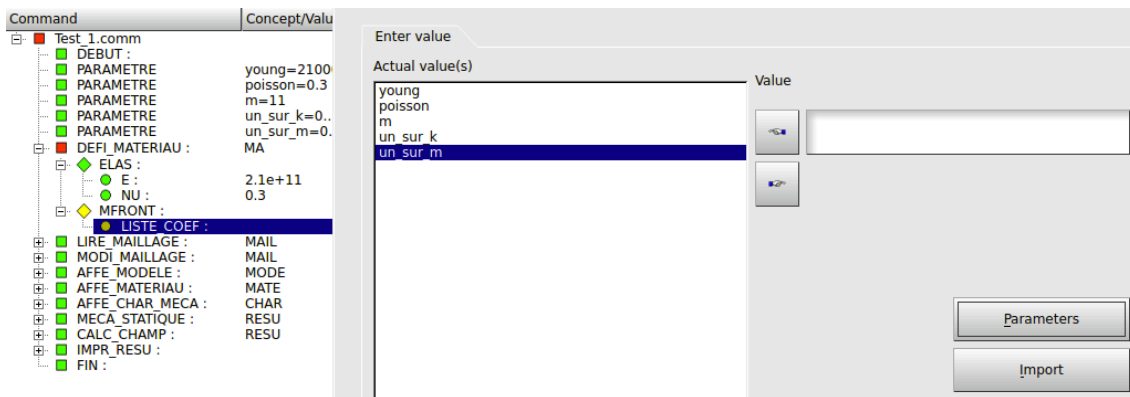 Command Concept/Valu
Test_1.comm
DEBUT :
PARAMETRE young=2100
PARAMETRE poisson=0.3
PARAMETRE m=11
PARAMETRE un_sur_k=0...
PARAMETRE un_sur_m=0.
DEFI_MATERIAU : MA
ELAS :
E : 2.1e+11
NU : 0.3
MFRONT :
LISTE_COEF :
LIRE_MAILLAGE : MAIL
MODI_MAILLAGE : MAIL
AFFE_MODELE : MODE
AFFE_MATERIAU : MATE
AFFE_CHAR_MECA : CHAR
MECA_STATIQUE : RESU
CALC_CHAMP : RESU
IMPR_RESU :
FIN :
Enter value
Actual value(s)
young
poisson
m
un_sur_k
un_sur_m
Value
Parameters
Import